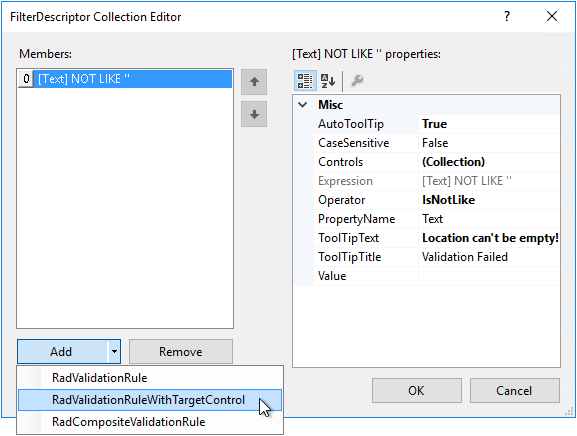 FilterDescriptor Collection Editor
Members:
0 [Text] NOT LIKE ''
[Text] NOT LIKE '' properties:
Misc
AutoToolTip True
CaseSensitive False
Controls (Collection)
Expression [Text] NOT LIKE ''
Operator IsNotLike
PropertyName Text
ToolTipText Location can't be empty!
ToolTipTitle Validation Failed
Value
Add Remove
RadValidationRule
RadValidationRuleWithTargetControl
RadCompositeValidationRule
OK Cancel